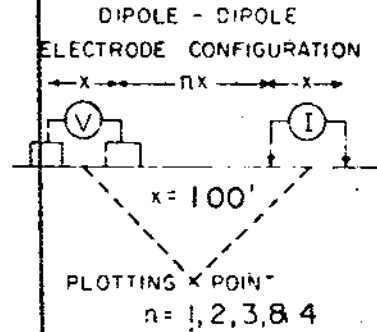 DIPOLE - DIPOLE
ELECTRODE CONFIGURATION
x nx x
V I
x = 100'
PLOTTING x POINT
n = 1, 2, 3, & 4